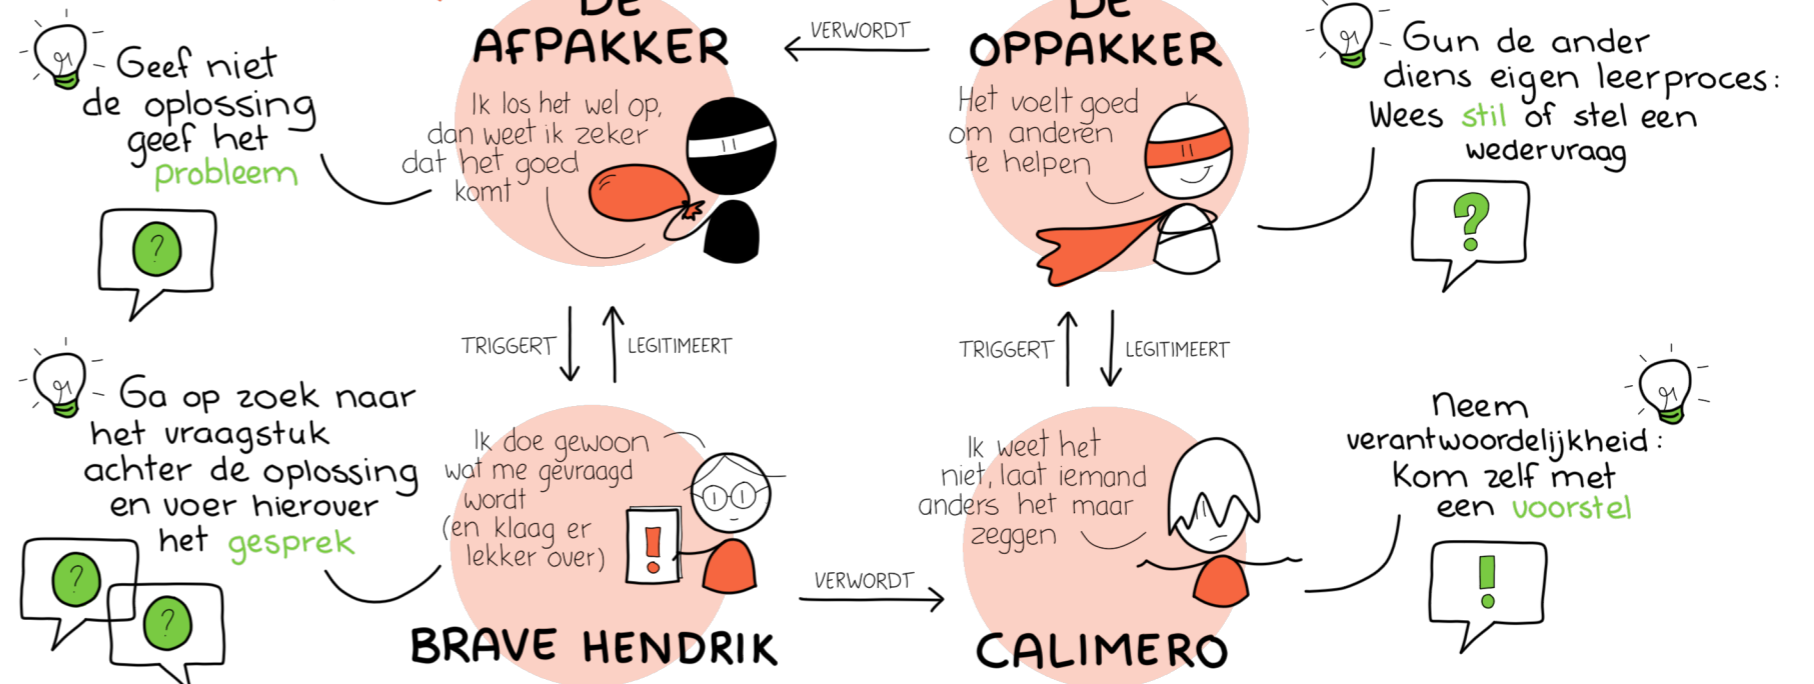 DE
AFPAKKER
VERWORDT
DE
OPPAKKER
Geef niet
de oplossing
geef het
probleem
?
Ik los het wel op,
dan weet ik zeker
dat het goed
komt
Het voelt goed
om anderen
te helpen
Gun de ander
diens eigen leerproces:
Wees stil of stel een
wedervraag
?
TRIGGERT
LEGITIMEERT
TRIGGERT
LEGITIMEERT
Ga op zoek naar
het vraagstuk
achter de oplossing
en voer hierover
het gesprek
?
?
Ik doe gewoon
wat me gevraagd
wordt
(en klaag er
lekker over)
!
BRAVE HENDRIK
VERWORDT
Ik weet het
niet, laat iemand
anders het maar
zeggen
CALIMERO
Neem
verantwoordelijkheid:
Kom zelf met
een voorstel
!